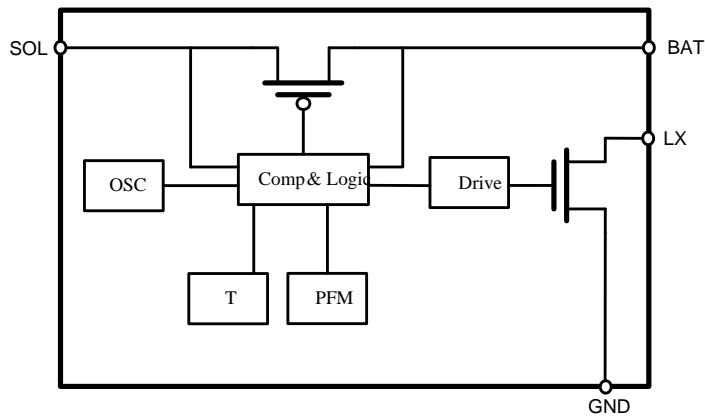 SOL
BAT
LX
OSC
Comp & Logic
Drive
T
PFM
GND